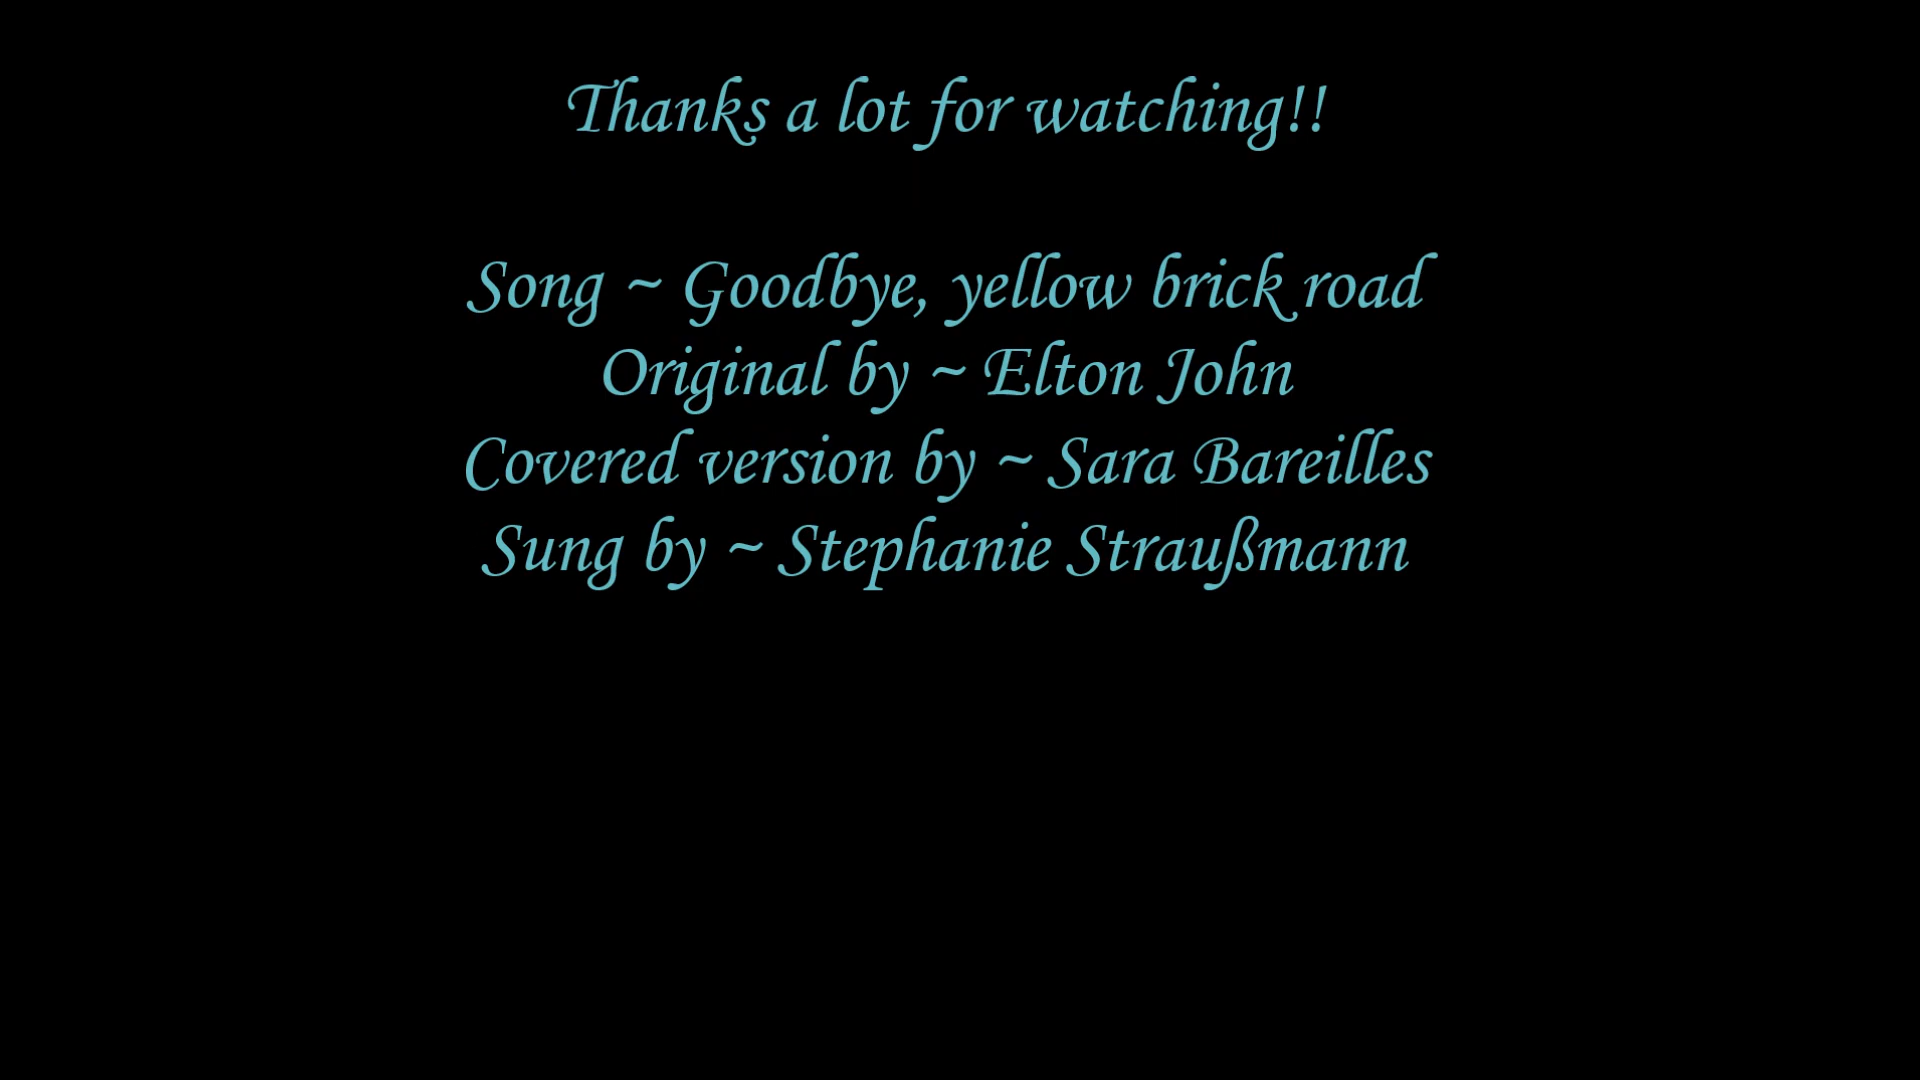 Thanks a lot for watching!!
Song ~ Goodbye, yellow brick road
Original by ~ Elton John
Covered version by ~ Sara Bareilles
Sung by ~ Stephanie Straußmann